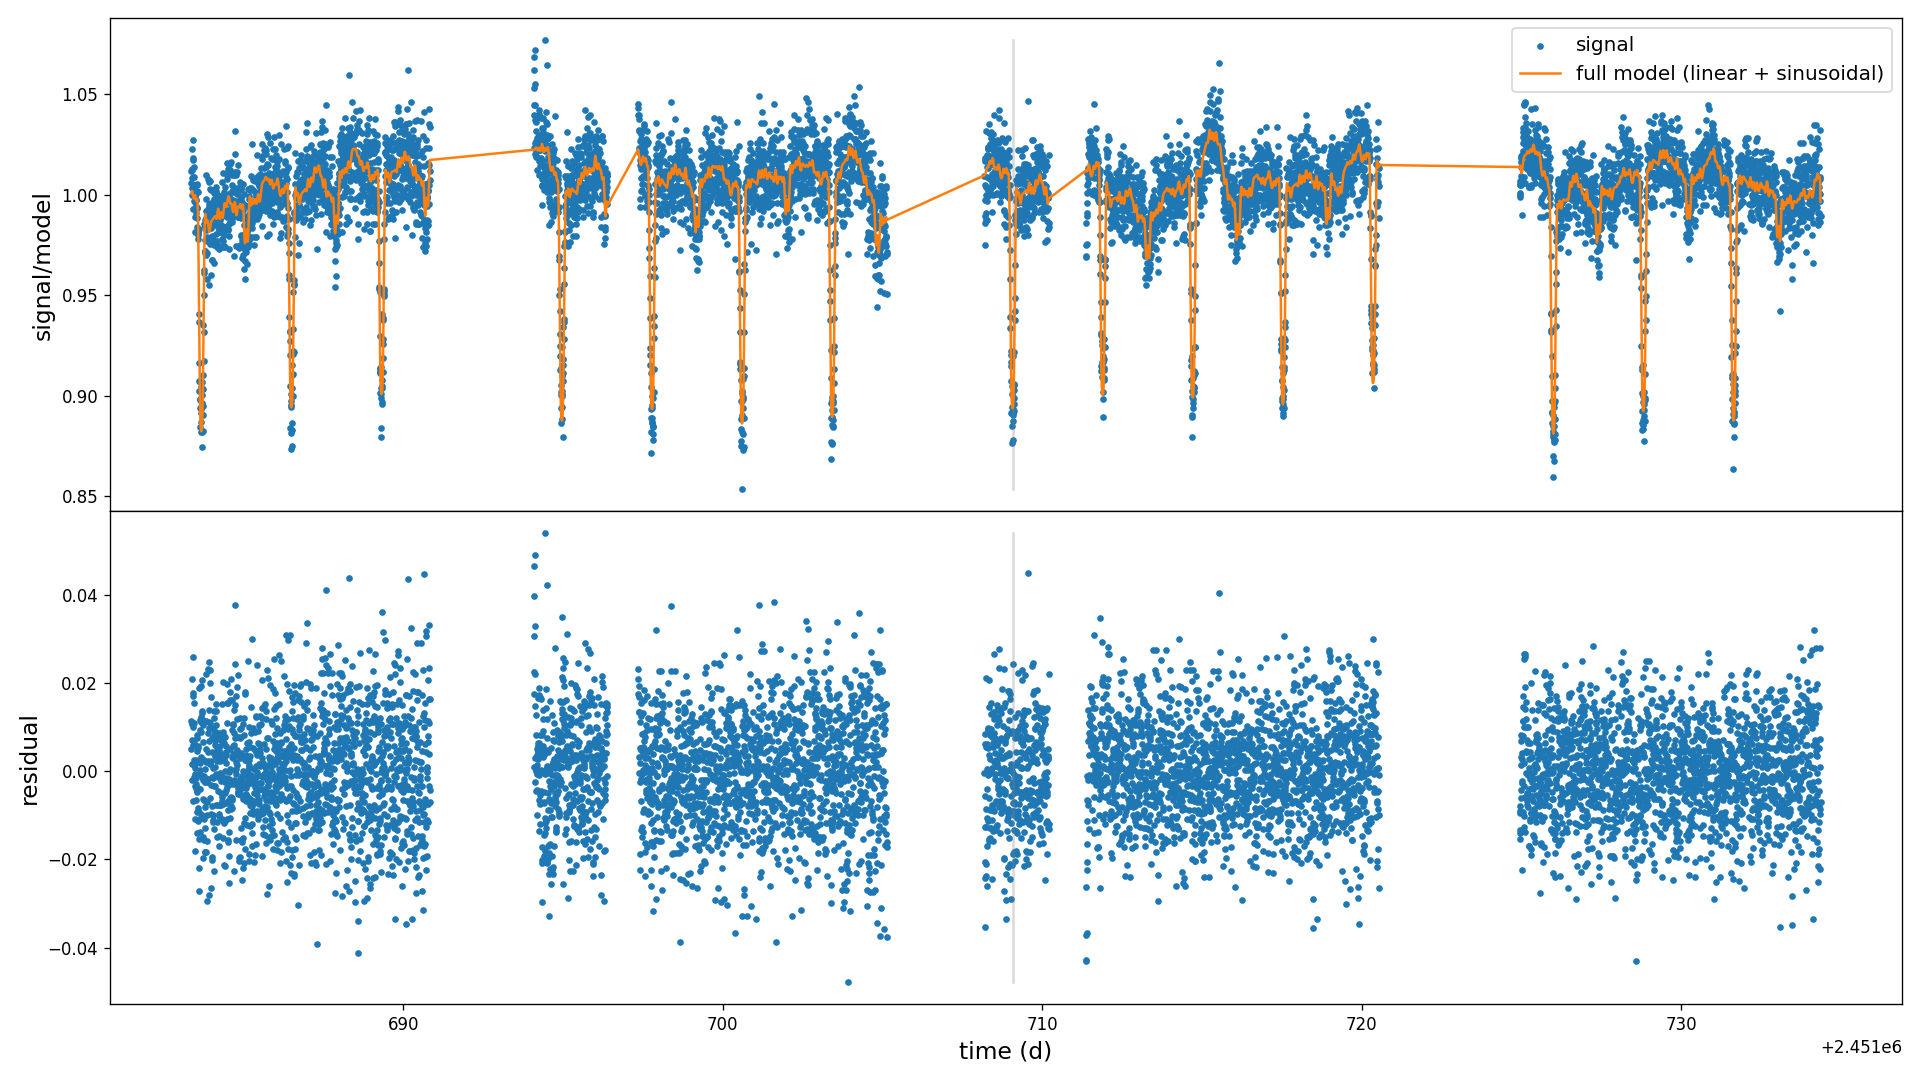 signal
full model (linear + sinusoidal)
signal/model
1.05
1.00
0.95
0.90
0.85
residual
0.04
0.02
0.00
−0.02
−0.04
690
700
710
720
730
time (d)
+2.451e6